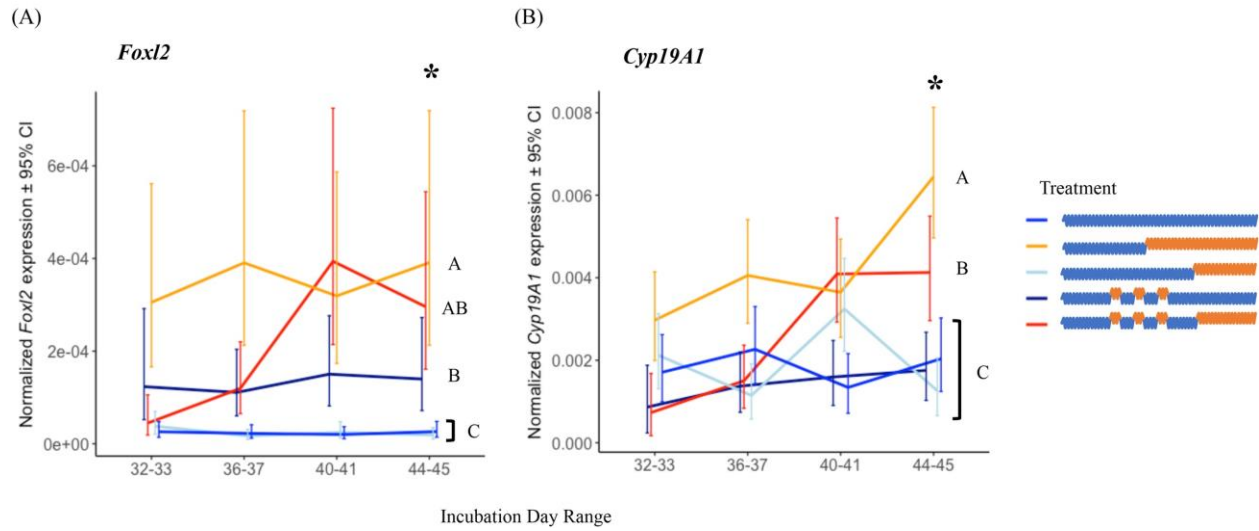 (A)
Foxl2
*
Normalized Foxl2 expression ± 95% CI
6e-04
4e-04
2e-04
0e+00
A
AB
B
C
32-33
36-37
40-41
44-45
(B)
Cyp19A1
*
Normalized Cyp19A1 expression ± 95% CI
0.008
0.006
0.004
0.002
0.000
A
B
C
32-33
36-37
40-41
44-45
Treatment
Incubation Day Range